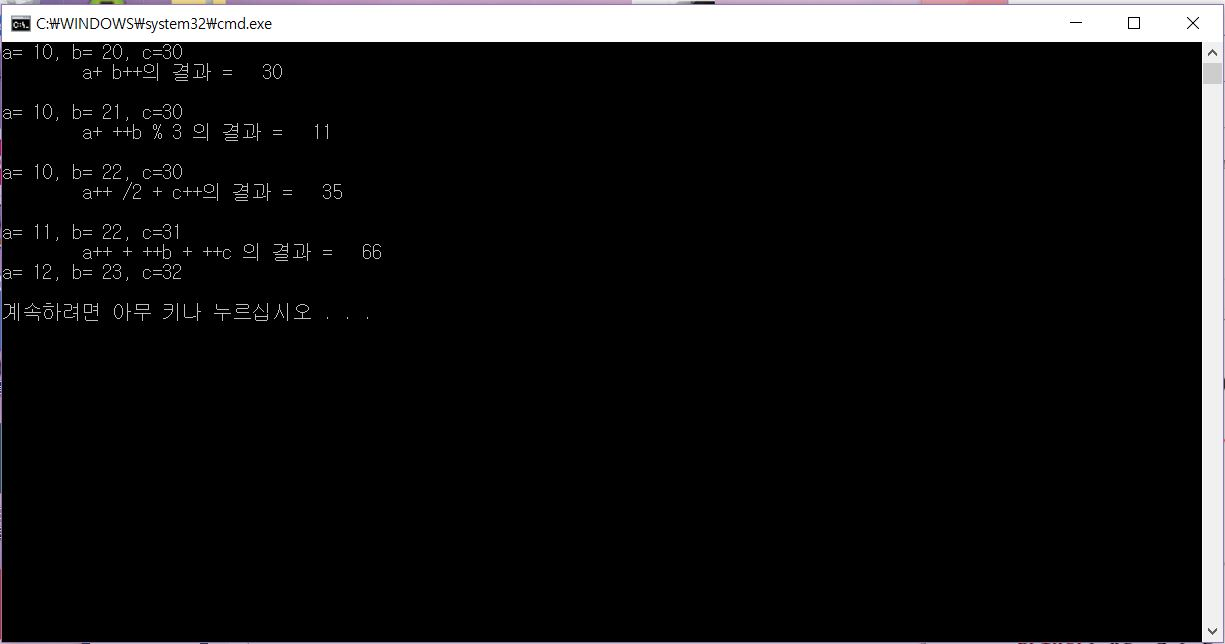 C:₩WINDOWS₩system32₩cmd.exe
a= 10, b= 20, c=30
a+ b++의 결과 = 30
a= 10, b= 21, c=30
a+ ++b % 3 의 결과 = 11
a= 10, b= 22, c=30
a++ /2 + c++의 결과 = 35
a= 11, b= 22, c=31
a++ + ++b + ++c 의 결과 = 66
a= 12, b= 23, c=32
계속하려면 아무 키나 누르십시오 . . .